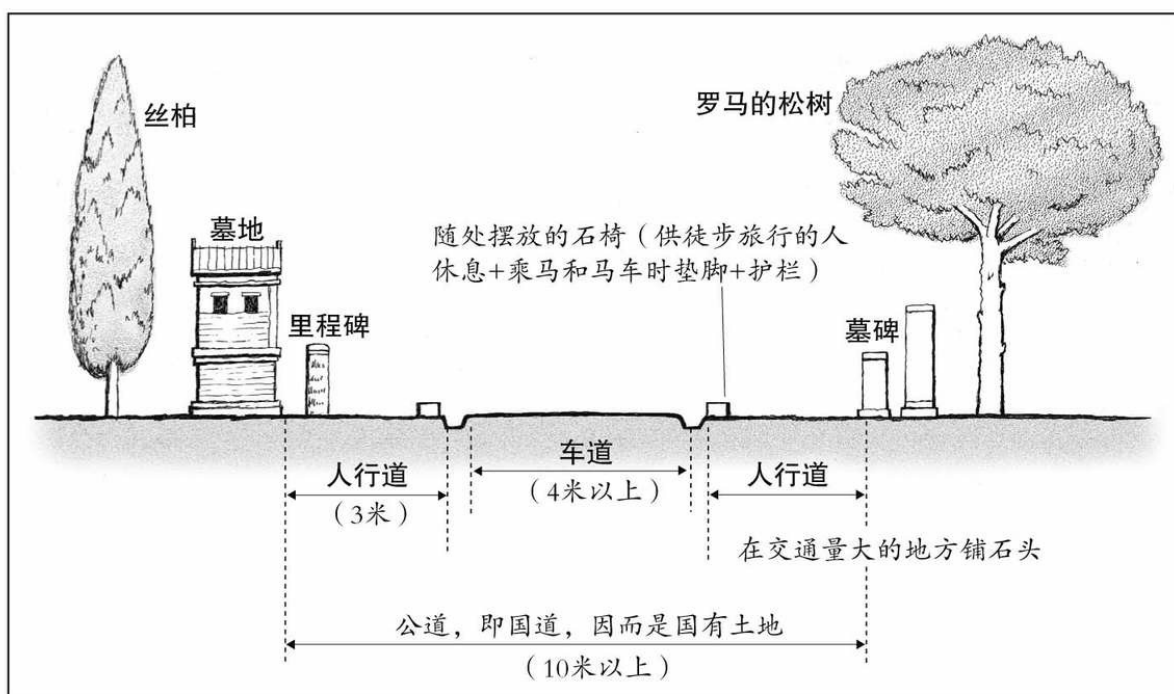 丝柏
罗马的松树
墓地
随处摆放的石椅（供徒步旅行的人
休息+乘马和马车时垫脚+护栏）
里程碑
墓碑
车道
（4米以上）
人行道
（3米）
人行道
在交通量大的地方铺石头
公道，即国道，因而是国有土地
（10米以上）